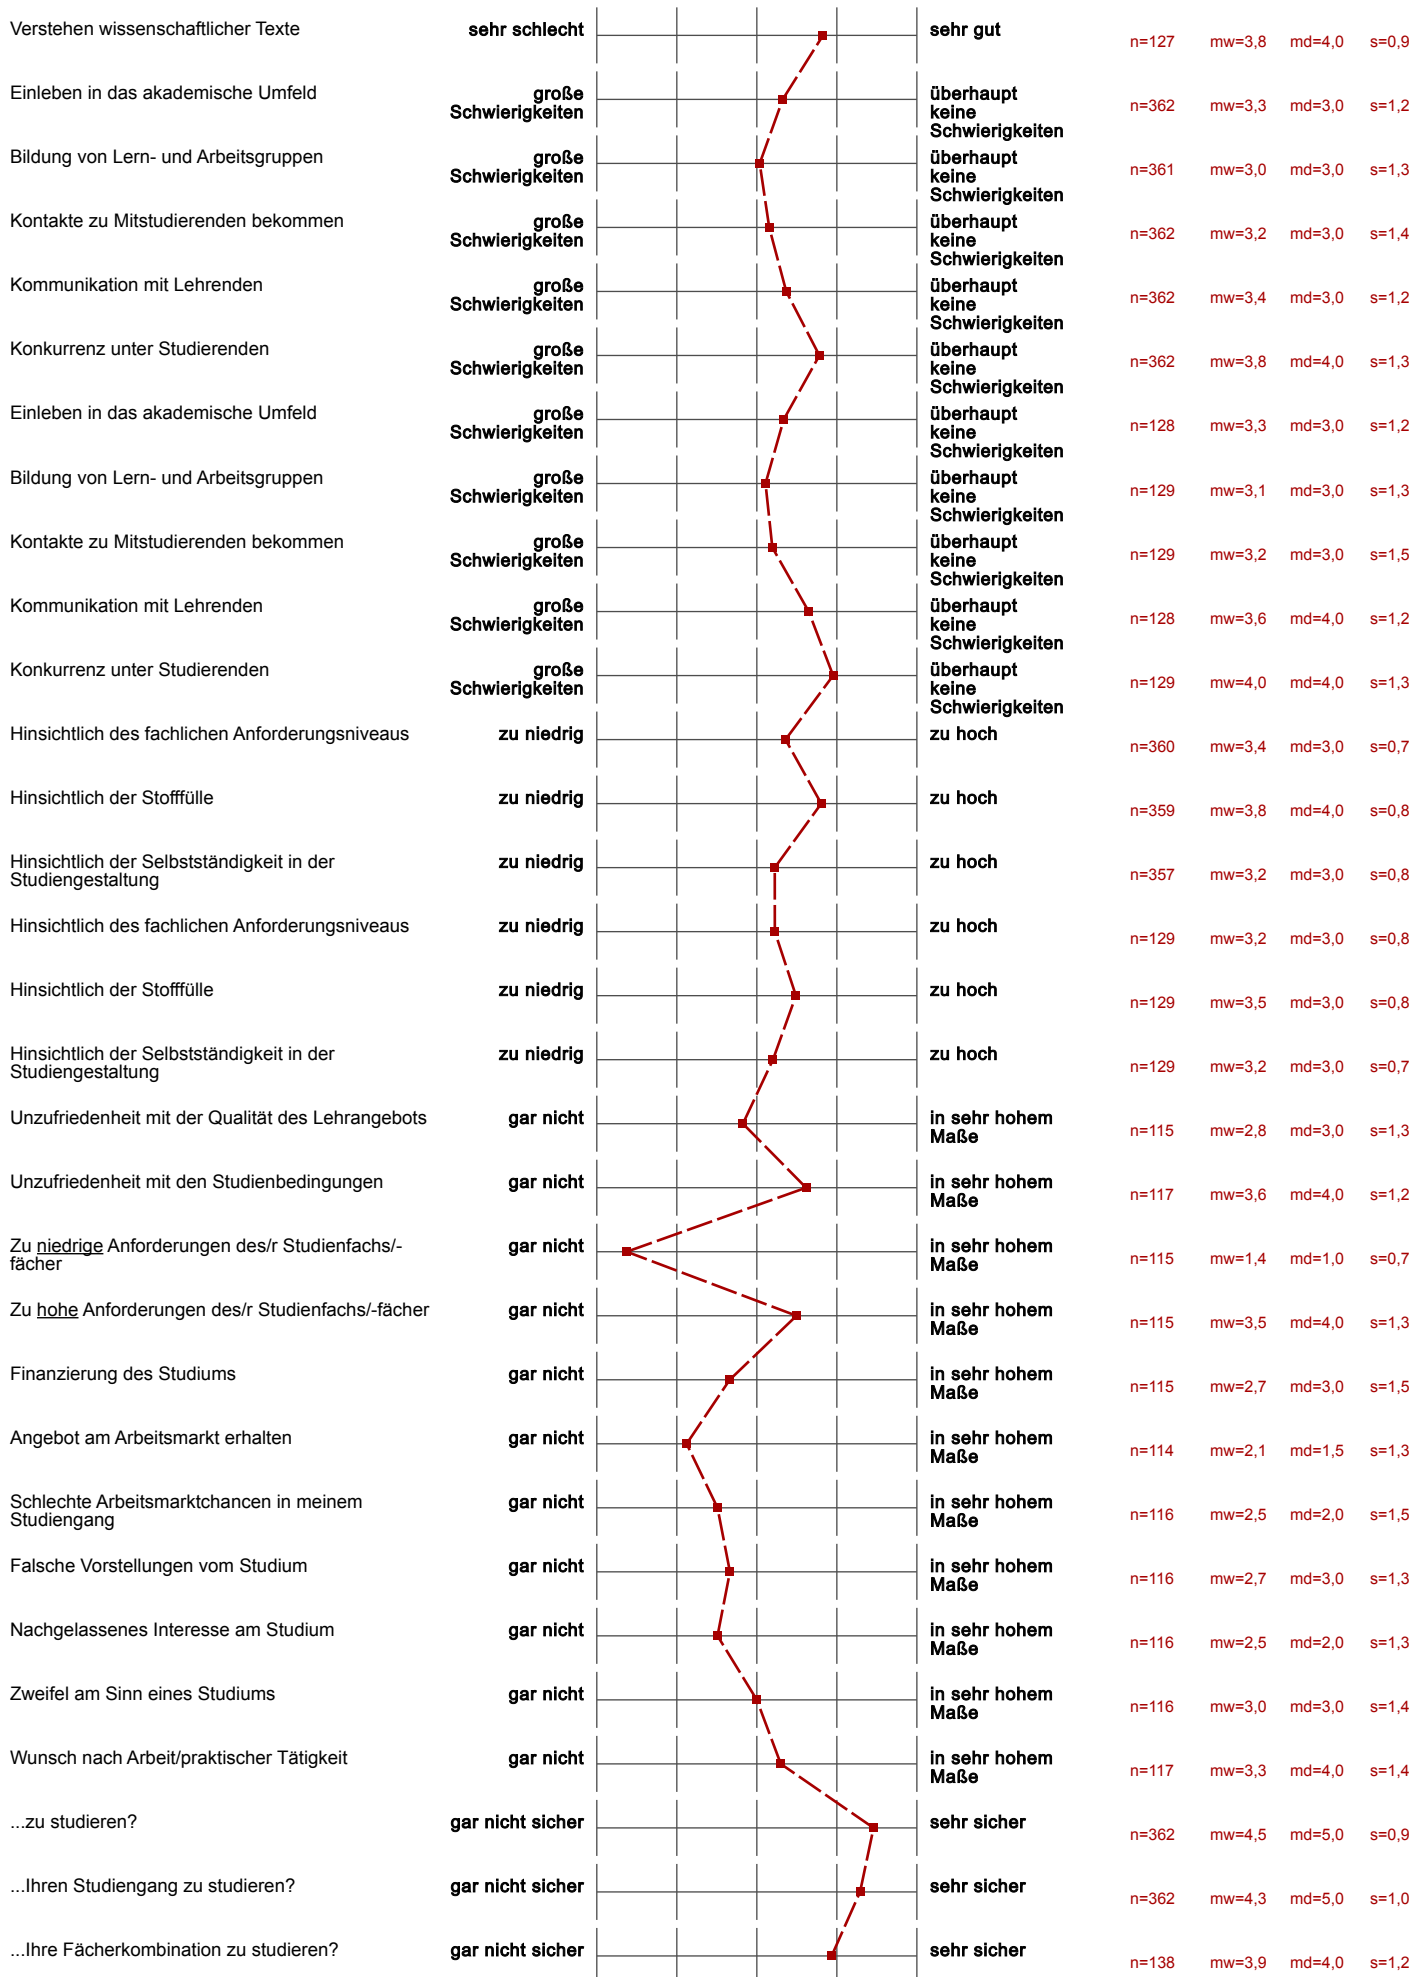 Verstehen wissenschaftlicher Texte sehr schlecht sehr gut n=127 mw=3,8 md=4,0 s=0,9
Einleben in das akademische Umfeld große Schwierigkeiten überhaupt keine Schwierigkeiten n=362 mw=3,3 md=3,0 s=1,2
Bildung von Lern- und Arbeitsgruppen große Schwierigkeiten überhaupt keine Schwierigkeiten n=361 mw=3,0 md=3,0 s=1,3
Kontakte zu Mitstudierenden bekommen große Schwierigkeiten überhaupt keine Schwierigkeiten n=362 mw=3,2 md=3,0 s=1,4
Kommunikation mit Lehrenden große Schwierigkeiten überhaupt keine Schwierigkeiten n=362 mw=3,4 md=3,0 s=1,2
Konkurrenz unter Studierenden große Schwierigkeiten überhaupt keine Schwierigkeiten n=362 mw=3,8 md=4,0 s=1,3
Einleben in das akademische Umfeld große Schwierigkeiten überhaupt keine Schwierigkeiten n=128 mw=3,3 md=3,0 s=1,2
Bildung von Lern- und Arbeitsgruppen große Schwierigkeiten überhaupt keine Schwierigkeiten n=129 mw=3,1 md=3,0 s=1,3
Kontakte zu Mitstudierenden bekommen große Schwierigkeiten überhaupt keine Schwierigkeiten n=129 mw=3,2 md=3,0 s=1,5
Kommunikation mit Lehrenden große Schwierigkeiten überhaupt keine Schwierigkeiten n=128 mw=3,6 md=4,0 s=1,2
Konkurrenz unter Studierenden große Schwierigkeiten überhaupt keine Schwierigkeiten n=129 mw=4,0 md=4,0 s=1,3
Hinsichtlich des fachlichen Anforderungsniveaus zu niedrig zu hoch n=360 mw=3,4 md=3,0 s=0,7
Hinsichtlich der Stofffülle zu niedrig zu hoch n=359 mw=3,8 md=4,0 s=0,8
Hinsichtlich der Selbstständigkeit in der Studiengestaltung zu niedrig zu hoch n=357 mw=3,2 md=3,0 s=0,8
Hinsichtlich des fachlichen Anforderungsniveaus zu niedrig zu hoch n=129 mw=3,2 md=3,0 s=0,8
Hinsichtlich der Stofffülle zu niedrig zu hoch n=129 mw=3,5 md=3,0 s=0,8
Hinsichtlich der Selbstständigkeit in der Studiengestaltung zu niedrig zu hoch n=129 mw=3,2 md=3,0 s=0,7
Unzufriedenheit mit der Qualität des Lehrangebots gar nicht in sehr hohem Maße n=115 mw=2,8 md=3,0 s=1,3
Unzufriedenheit mit den Studienbedingungen gar nicht in sehr hohem Maße n=117 mw=3,6 md=4,0 s=1,2
Zu niedrige Anforderungen des/r Studienfachs/-fächer gar nicht in sehr hohem Maße n=115 mw=1,4 md=1,0 s=0,7
Zu hohe Anforderungen des/r Studienfachs/-fächer gar nicht in sehr hohem Maße n=115 mw=3,5 md=4,0 s=1,3
Finanzierung des Studiums gar nicht in sehr hohem Maße n=115 mw=2,7 md=3,0 s=1,5
Angebot am Arbeitsmarkt erhalten gar nicht in sehr hohem Maße n=114 mw=2,1 md=1,5 s=1,3
Schlechte Arbeitsmarktchancen in meinem Studiengang gar nicht in sehr hohem Maße n=116 mw=2,5 md=2,0 s=1,5
Falsche Vorstellungen vom Studium gar nicht in sehr hohem Maße n=116 mw=2,7 md=3,0 s=1,3
Nachgelassenes Interesse am Studium gar nicht in sehr hohem Maße n=116 mw=2,5 md=2,0 s=1,3
Zweifel am Sinn eines Studiums gar nicht in sehr hohem Maße n=116 mw=3,0 md=3,0 s=1,4
Wunsch nach Arbeit/praktischer Tätigkeit gar nicht in sehr hohem Maße n=117 mw=3,3 md=4,0 s=1,4
...zu studieren? gar nicht sicher sehr sicher n=362 mw=4,5 md=5,0 s=0,9
...Ihren Studiengang zu studieren? gar nicht sicher sehr sicher n=362 mw=4,3 md=5,0 s=1,0
...Ihre Fächerkombination zu studieren? gar nicht sicher sehr sicher n=138 mw=3,9 md=4,0 s=1,2